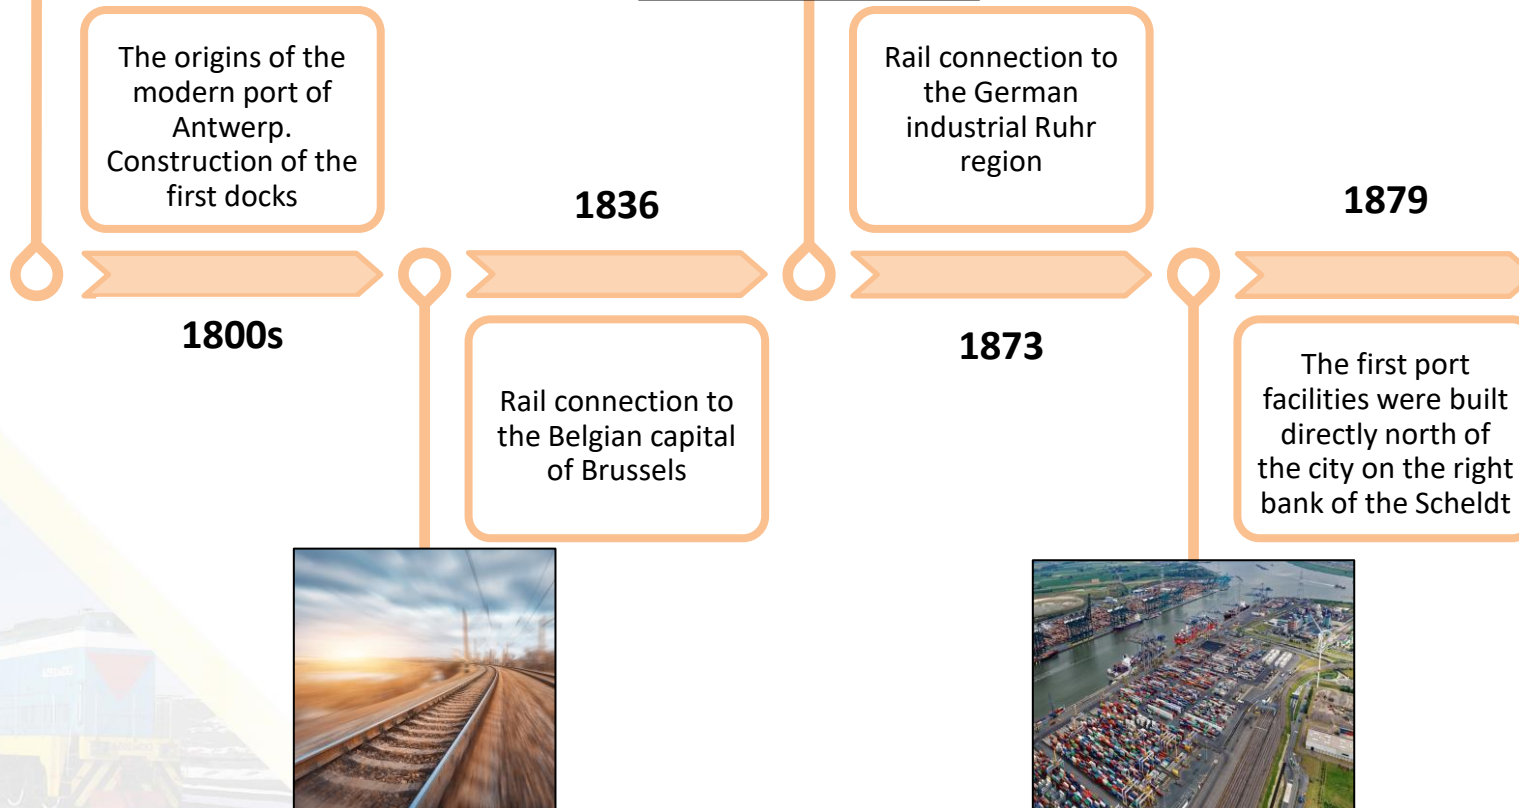 The origins of the
modern port of
Antwerp.
Construction of the
first docks
1800s
1836
Rail connection to
the Belgian capital
of Brussels
Rail connection to
the German
industrial Ruhr
region
1873
1879
The first port
facilities were built
directly north of
the city on the right
bank of the Scheldt